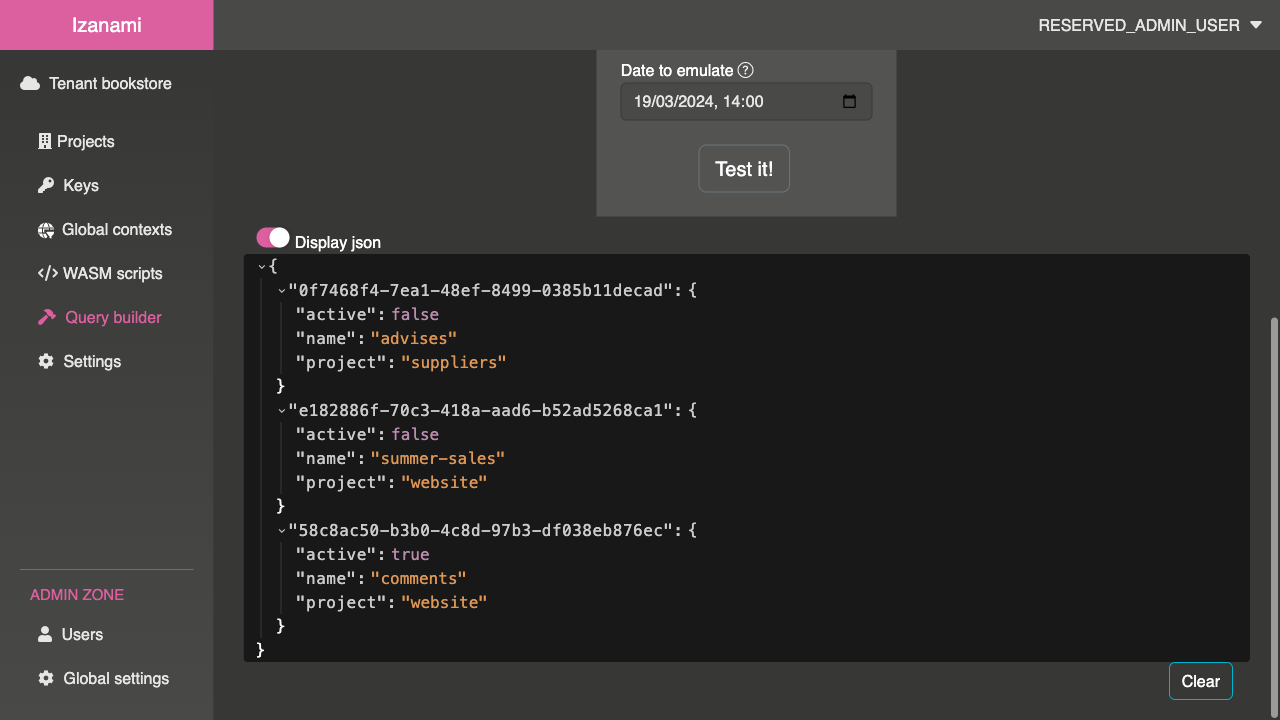 Izanami
RESERVED_ADMIN_USER
Tenant bookstore
Projects
Keys
Global contexts
</> WASM scripts
Query builder
Settings
ADMIN ZONE
Users
Global settings
Date to emulate ?
19/03/2024, 14:00
Test it!
Display json
{
"0f7468f4-7ea1-48ef-8499-0385b11decad": {
"active": false
"name": "advises"
"project": "suppliers"
}
"e182886f-70c3-418a-aad6-b52ad5268ca1": {
"active": false
"name": "summer-sales"
"project": "website"
}
"58c8ac50-b3b0-4c8d-97b3-df038eb876ec": {
"active": true
"name": "comments"
"project": "website"
}
}
Clear